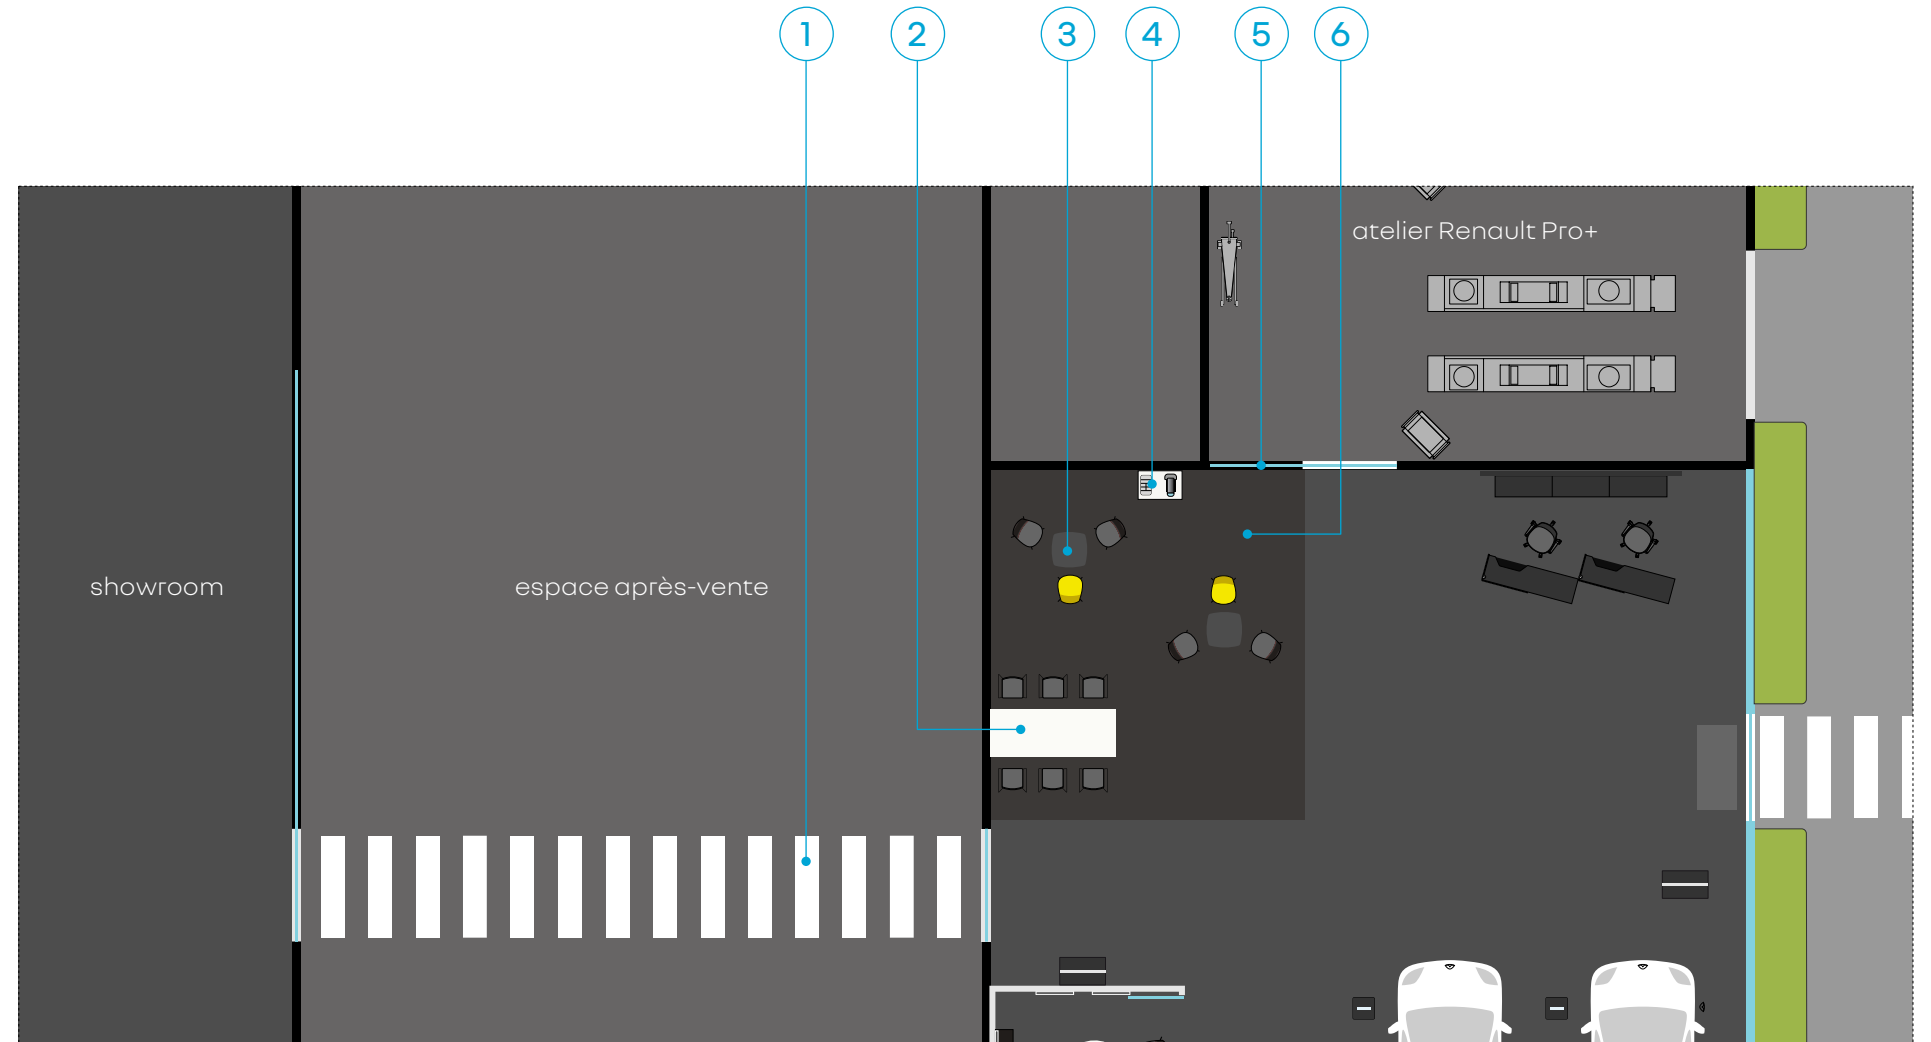 1 2 3 4 5 6
atelier Renault Pro+
showroom
espace après-vente